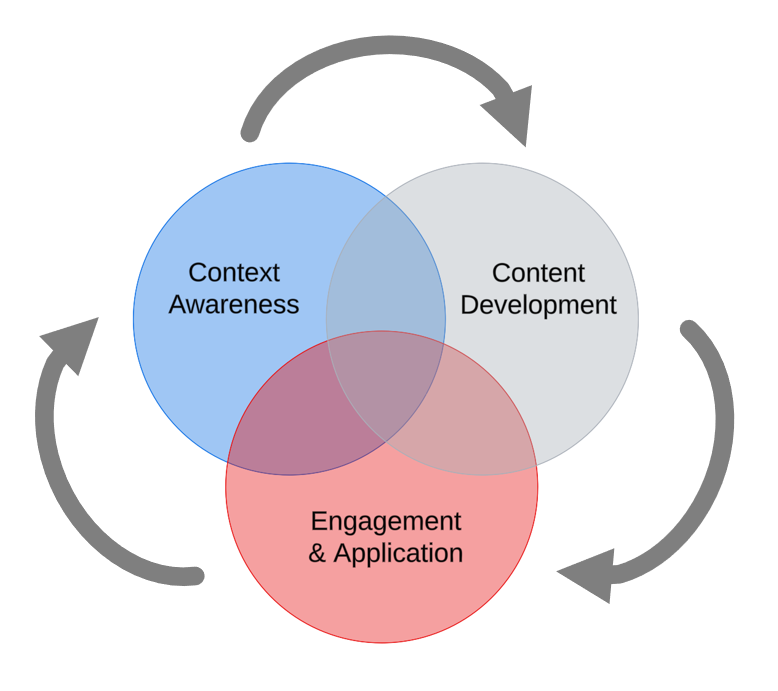 Context
Awareness
Content
Development
Engagement
& Application